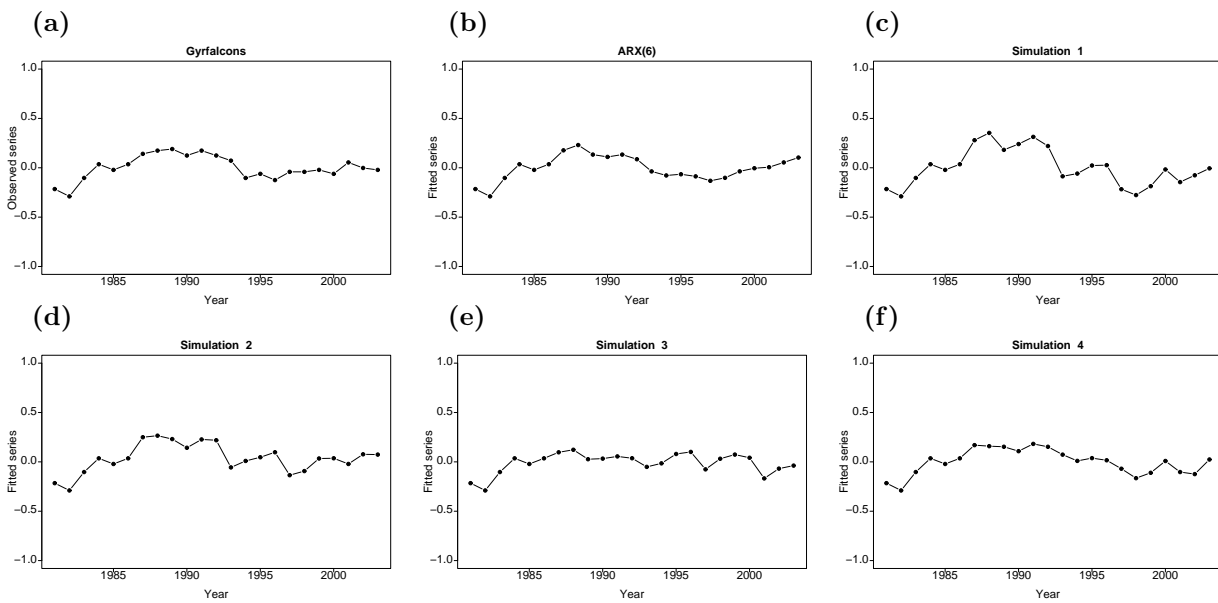 (a)
Gyrfalcons
Observed series
1.0
0.5
0.0
−0.5
−1.0
1985 1990 1995 2000
Year
(b)
ARX(6)
Fitted series
1.0
0.5
0.0
−0.5
−1.0
1985 1990 1995 2000
Year
(c)
Simulation 1
Fitted series
1.0
0.5
0.0
−0.5
−1.0
1985 1990 1995 2000
Year
(d)
Simulation 2
Fitted series
1.0
0.5
0.0
−0.5
−1.0
1985 1990 1995 2000
Year
(e)
Simulation 3
Fitted series
1.0
0.5
0.0
−0.5
−1.0
1985 1990 1995 2000
Year
(f)
Simulation 4
Fitted series
1.0
0.5
0.0
−0.5
−1.0
1985 1990 1995 2000
Year